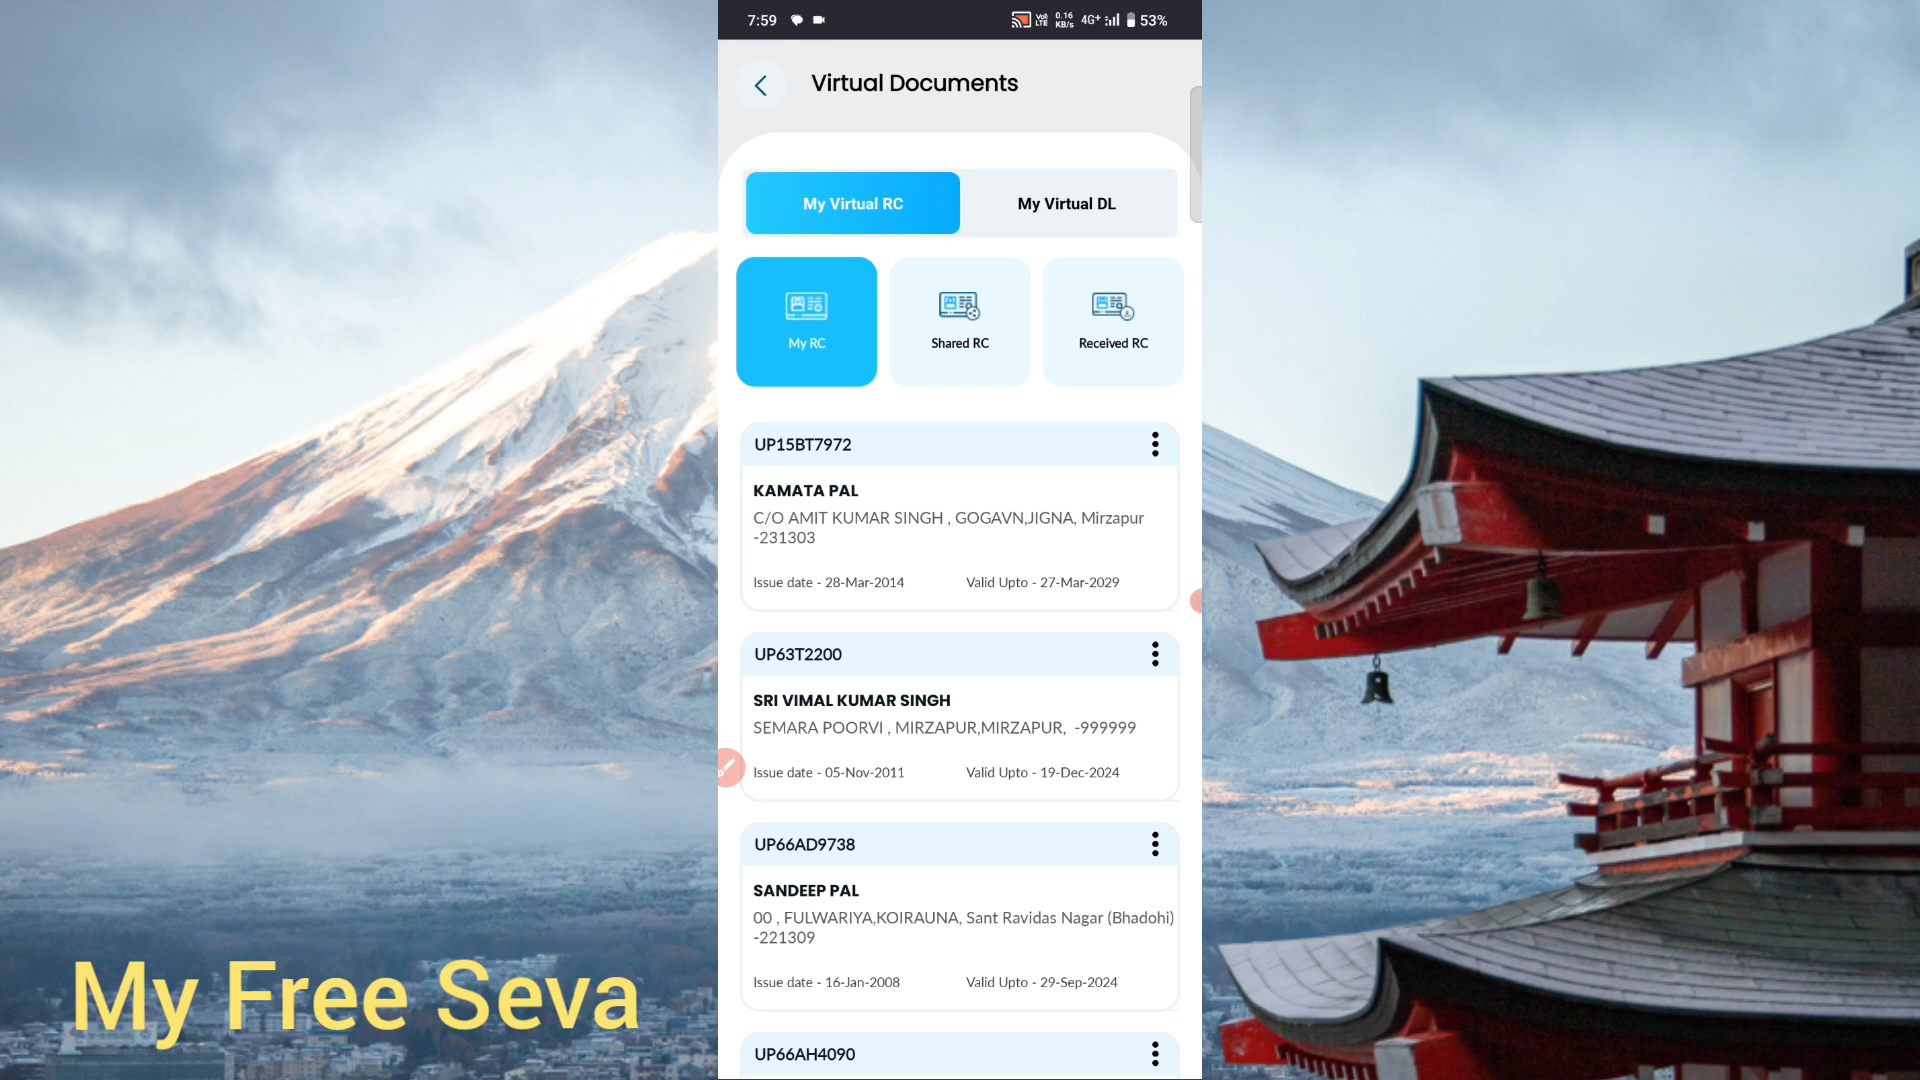 7:59
Vo) LTE
0.16 KB/s
4G+
53%
Virtual Documents
My Virtual RC
My Virtual DL
My RC
Shared RC
Received RC
UP15BT7972
KAMATA PAL
C/O AMIT KUMAR SINGH , GOGAVN,JIGNA, Mirzapur
-231303
Issue date - 28-Mar-2014
Valid Upto - 27-Mar-2029
UP63T2200
SRI VIMAL KUMAR SINGH
SEMARA POORVI , MIRZAPUR,MIRZAPUR, -999999
Issue date - 05-Nov-2011
Valid Upto - 19-Dec-2024
UP66AD9738
SANDEEP PAL
00 , FULWARIYA,KOIRAUNA, Sant Ravidas Nagar (Bhadohi)
-221309
Issue date - 16-Jan-2008
Valid Upto - 29-Sep-2024
UP66AH4090
My Free Seva